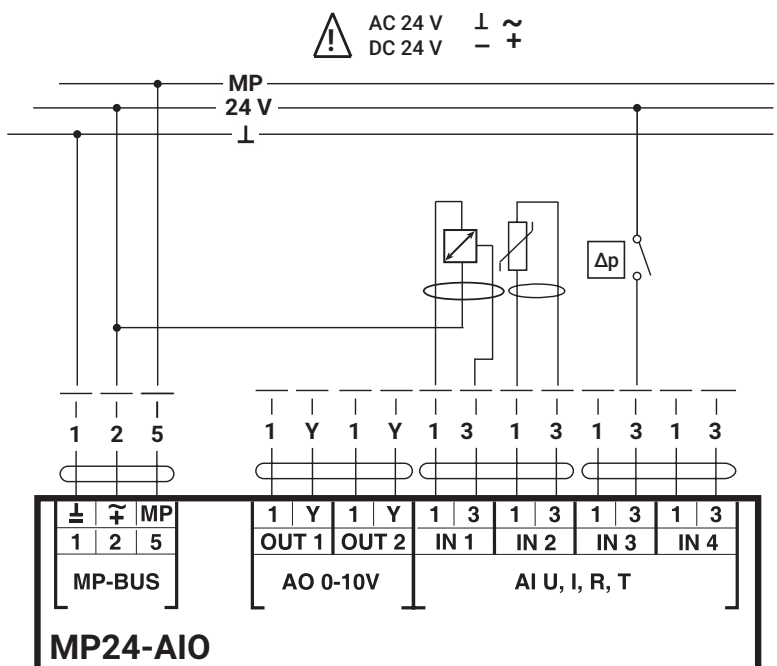 AC 24 V ⊥ ~
DC 24 V – +
MP
24 V
⊥
Δp
1 2 5 1 Y 1 Y 1 3 1 3 1 3 1 3
⊥ ~ MP 1 Y 1 Y 1 3 1 3 1 3 1 3
1 2 5 OUT 1 OUT 2 IN 1 IN 2 IN 3 IN 4
MP-BUS AO 0-10V AI U, I, R, T
MP24-AIO